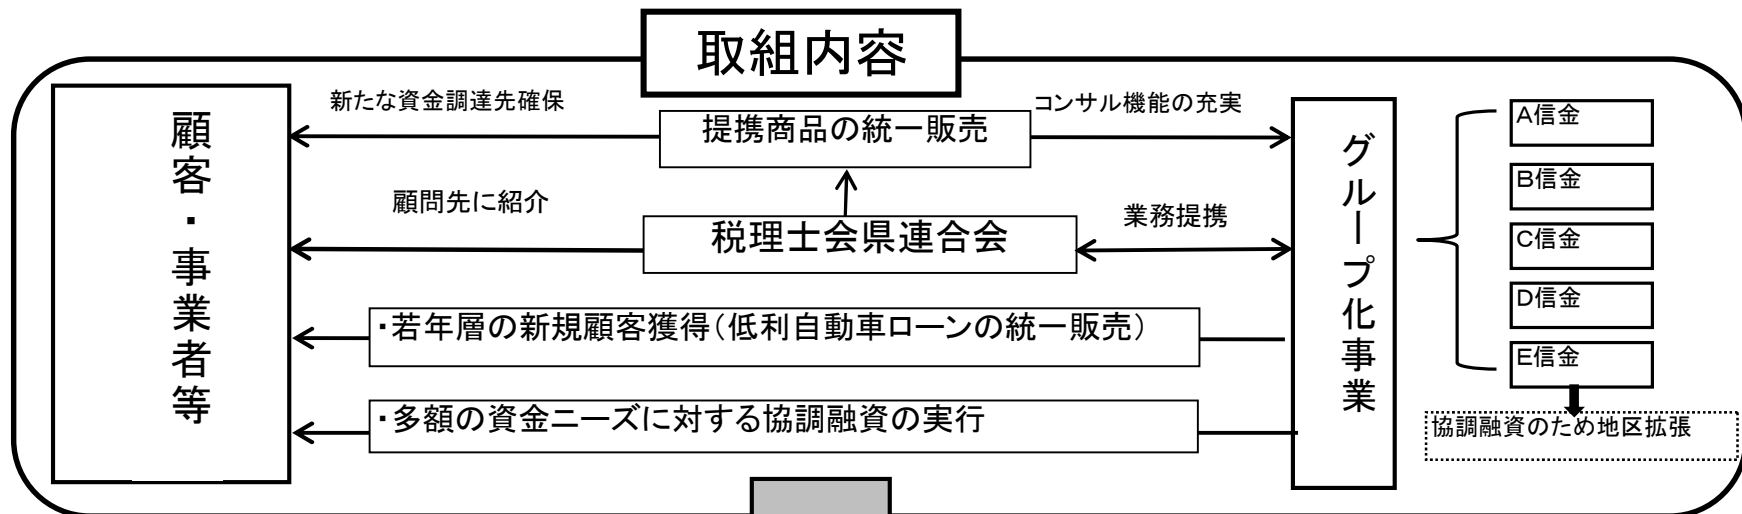 取組内容
顧客・事業者等
新たな資金調達先確保
提携商品の統一販売
コンサル機能の充実
顧問先に紹介
税理士会県連合会
業務提携
・若年層の新規顧客獲得（低利自動車ローンの統一販売）
・多額の資金ニーズに対する協調融資の実行
グループ化事業
A信金
B信金
C信金
D信金
E信金
協調融資のため地区拡張